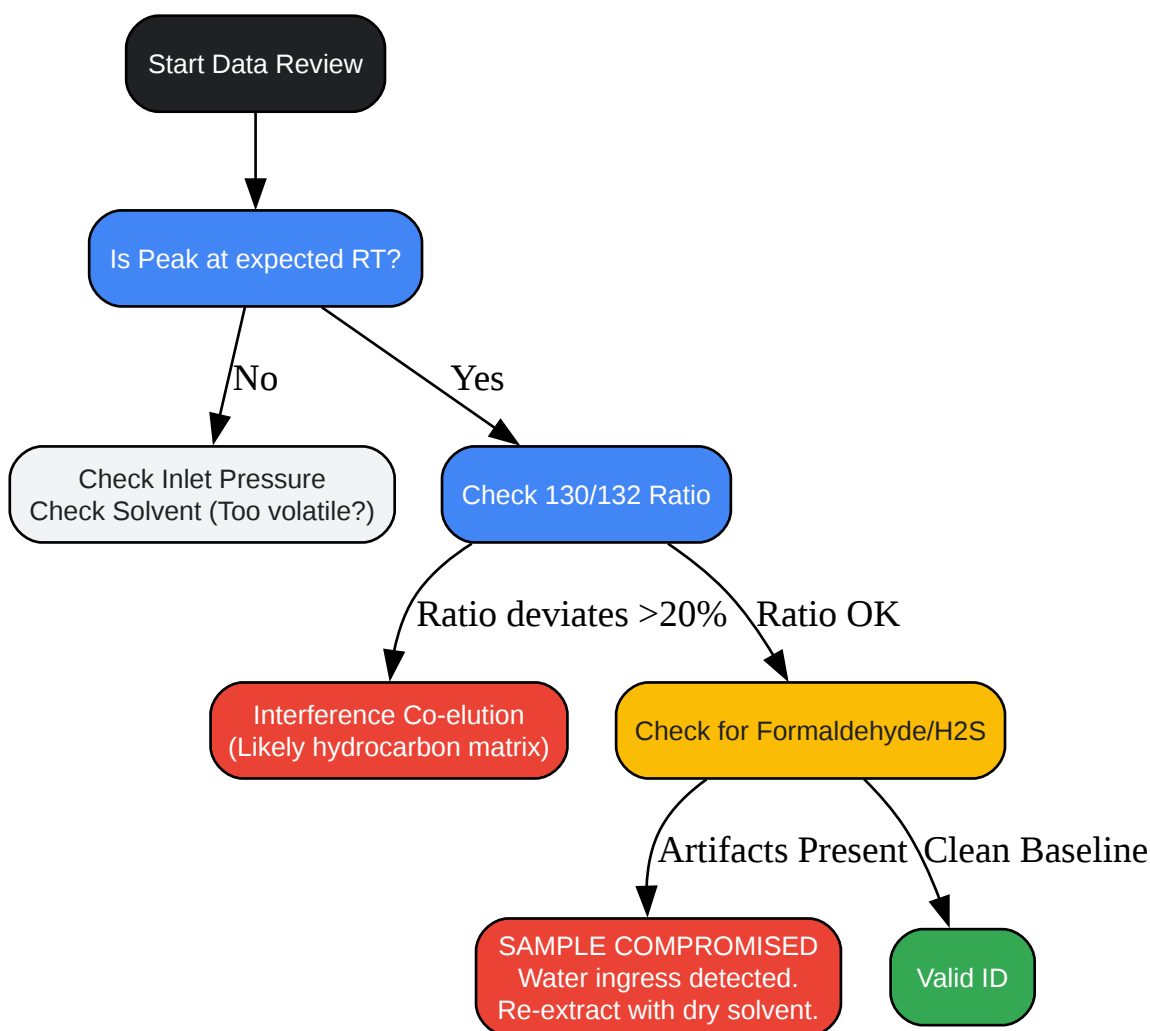 Start Data Review
Is Peak at expected RT?
No
Yes
Check Inlet Pressure
Check Solvent (Too volatile?)
Check 130/132 Ratio
Ratio deviates >20%
Ratio OK
Interference Co-elution
(Likely hydrocarbon matrix)
Check for Formaldehyde/H2S
Artifacts Present
Clean Baseline
SAMPLE COMPROMISED
Water ingress detected.
Re-extract with dry solvent.
Valid ID